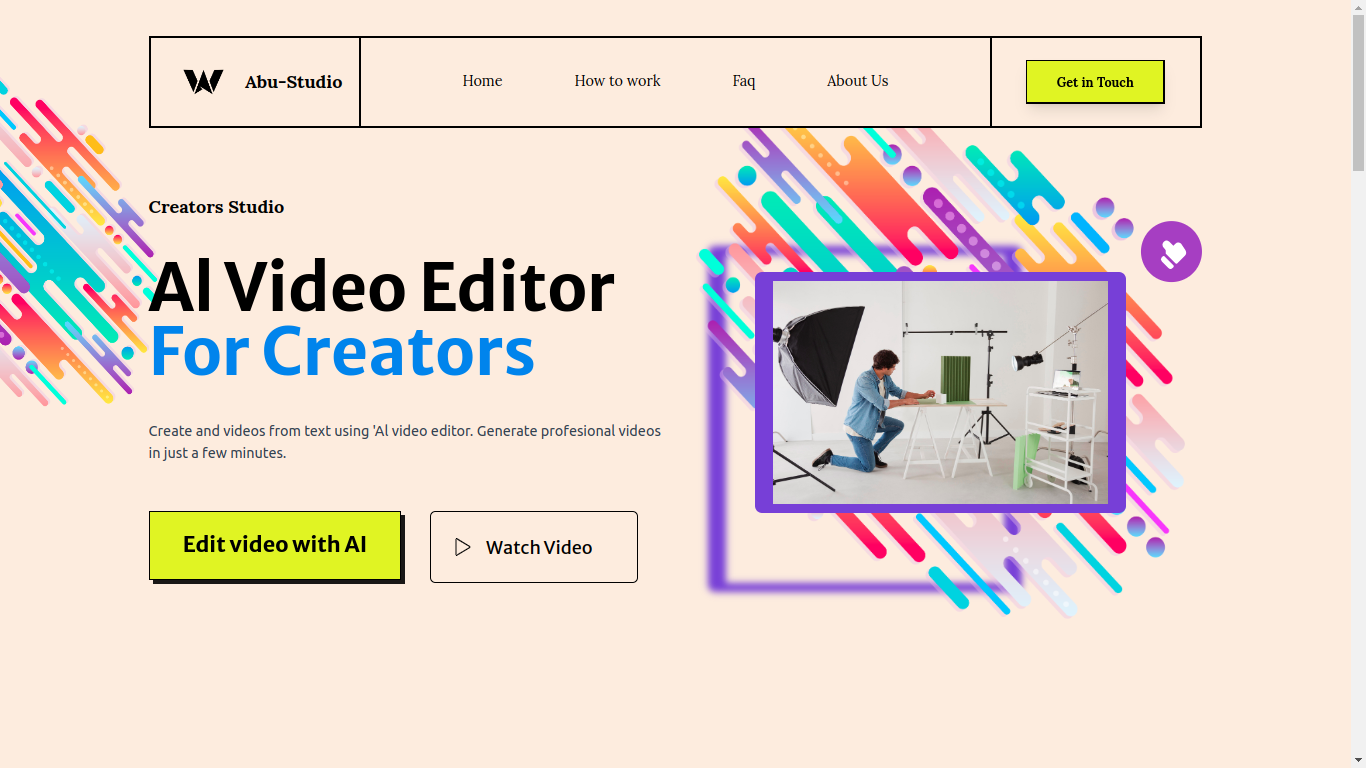 Abu-Studio
Home
How to work
Faq
About Us
Get in Touch
Creators Studio
Al Video Editor
For Creators
Create and videos from text using 'Al video editor. Generate profesional videos
in just a few minutes.
Edit video with AI
Watch Video